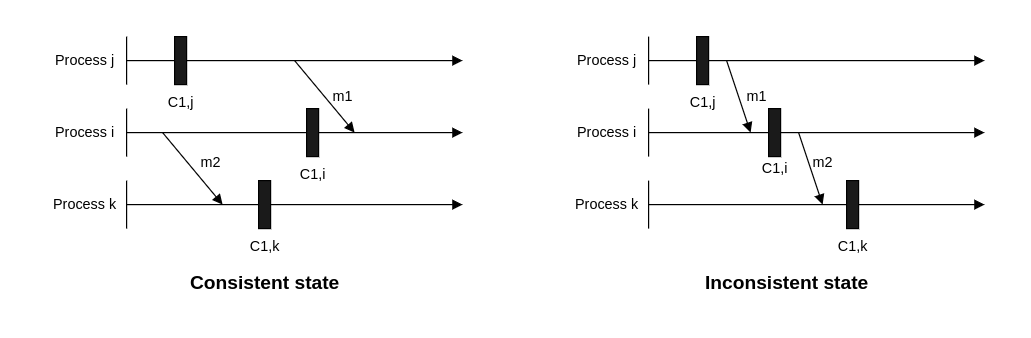 Process j
C1,j
m1
Process i
m2
C1,i
Process k
C1,k
Consistent state
Process j
C1,j
m1
Process i
C1,i
m2
Process k
C1,k
Inconsistent state